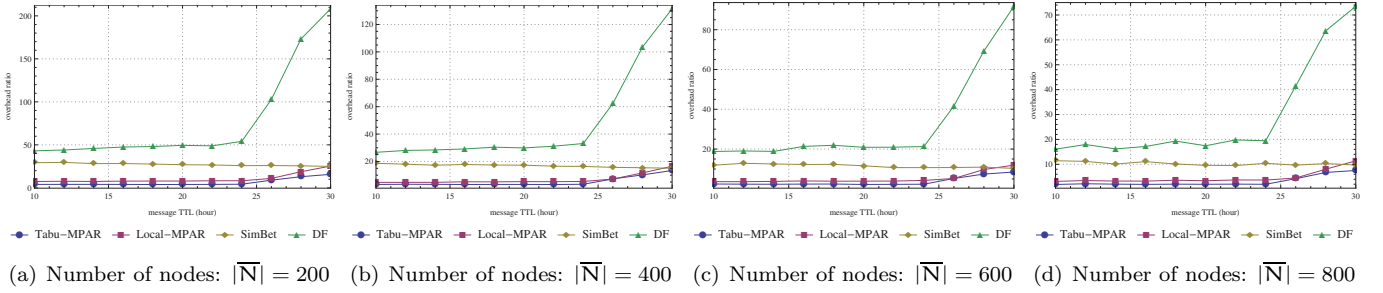 200
150
100
50
0
10 15 20 25 30
overhead ratio
message TTL (hour)
Tabu-MPAR Local-MPAR SimBet DF
(a) Number of nodes: |N̅| = 200
120
100
80
60
40
20
10 15 20 25 30
overhead ratio
message TTL (hour)
Tabu-MPAR Local-MPAR SimBet DF
(b) Number of nodes: |N̅| = 400
80
60
40
20
10 15 20 25 30
overhead ratio
message TTL (hour)
Tabu-MPAR Local-MPAR SimBet DF
(c) Number of nodes: |N̅| = 600
70
60
50
40
30
20
10
10 15 20 25 30
overhead ratio
message TTL (hour)
Tabu-MPAR Local-MPAR SimBet DF
(d) Number of nodes: |N̅| = 800